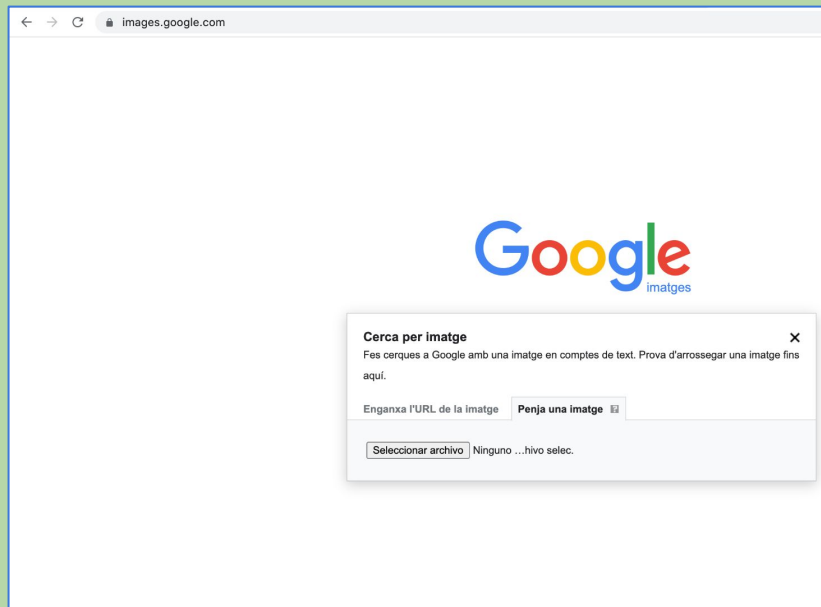 images.google.com
Google
imatges
Cerca per imatge
Fes cerques a Google amb una imatge en comptes de text. Prova d'arrossegar una imatge fins
aquí.
Enganxa l'URL de la imatge Penja una imatge ?
Seleccionar archivo Ninguno …hivo selec.